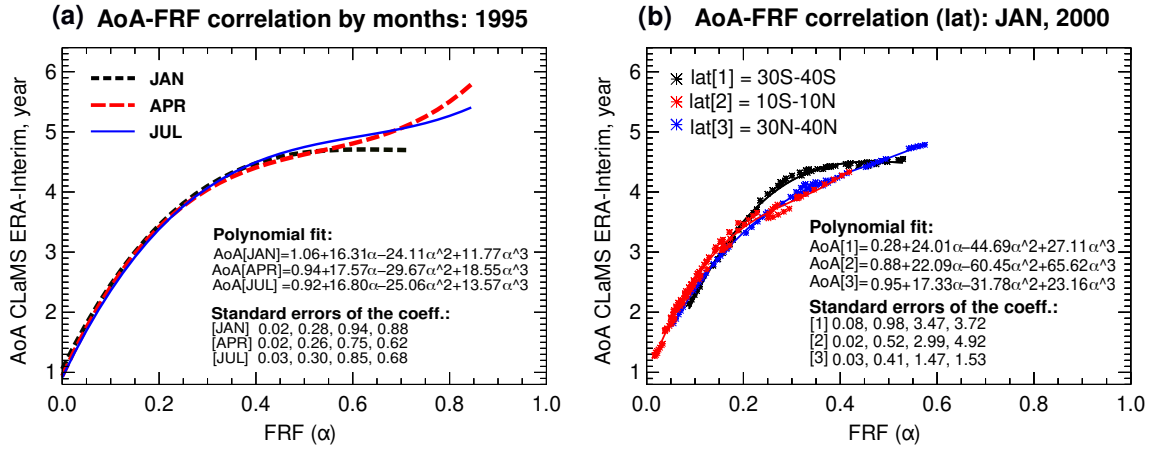 (a) AoA-FRF correlation by months: 1995
AoA CLaMS ERA-Interim, year
6
5
4
3
2
1
JAN
APR
JUL
Polynomial fit:
AoA[JAN]=1.06+16.31α−24.11α^2+11.77α^3
AoA[APR]=0.94+17.57α−29.67α^2+18.55α^3
AoA[JUL]=0.92+16.80α−25.06α^2+13.57α^3
Standard errors of the coeff.:
[JAN] 0.02, 0.28, 0.94, 0.88
[APR] 0.02, 0.26, 0.75, 0.62
[JUL] 0.03, 0.30, 0.85, 0.68
0.0 0.2 0.4 0.6 0.8 1.0
FRF (α)
(b) AoA-FRF correlation (lat): JAN, 2000
AoA CLaMS ERA-Interim, year
6
5
4
3
2
1
lat[1] = 30S-40S
lat[2] = 10S-10N
lat[3] = 30N-40N
Polynomial fit:
AoA[1]=0.28+24.01α−44.69α^2+27.11α^3
AoA[2]=0.88+22.09α−60.45α^2+65.62α^3
AoA[3]=0.95+17.33α−31.78α^2+23.16α^3
Standard errors of the coeff.:
[1] 0.08, 0.98, 3.47, 3.72
[2] 0.02, 0.52, 2.99, 4.92
[3] 0.03, 0.41, 1.47, 1.53
0.0 0.2 0.4 0.6 0.8 1.0
FRF (α)